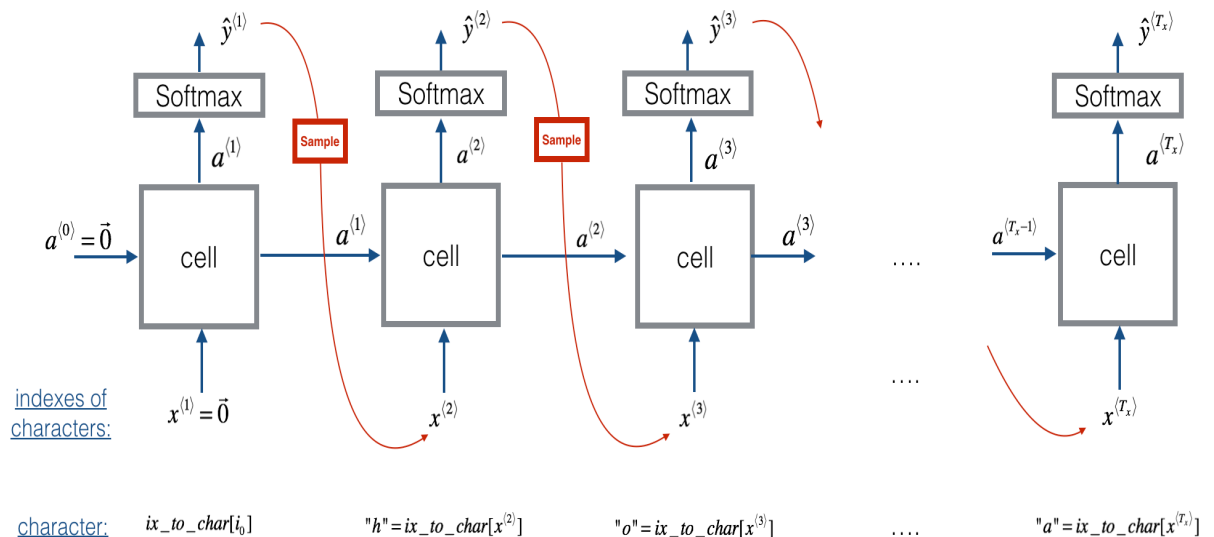 ŷ⟨1⟩ ŷ⟨2⟩ ŷ⟨3⟩ ŷ⟨Tₓ⟩
Softmax Softmax Softmax Softmax
Sample Sample
a⟨1⟩ a⟨2⟩ a⟨3⟩ a⟨Tₓ⟩
a⟨0⟩ = 0⃗ a⟨1⟩ a⟨2⟩ a⟨3⟩ a⟨Tₓ−1⟩
cell cell cell .... cell
....
indexes of
characters:
x⟨1⟩ = 0⃗ x⟨2⟩ x⟨3⟩ x⟨Tₓ⟩
character: ix_to_char[i₀] "h"=ix_to_char[x⟨2⟩] "o"=ix_to_char[x⟨3⟩] .... "a"=ix_to_char[x⟨Tₓ⟩]